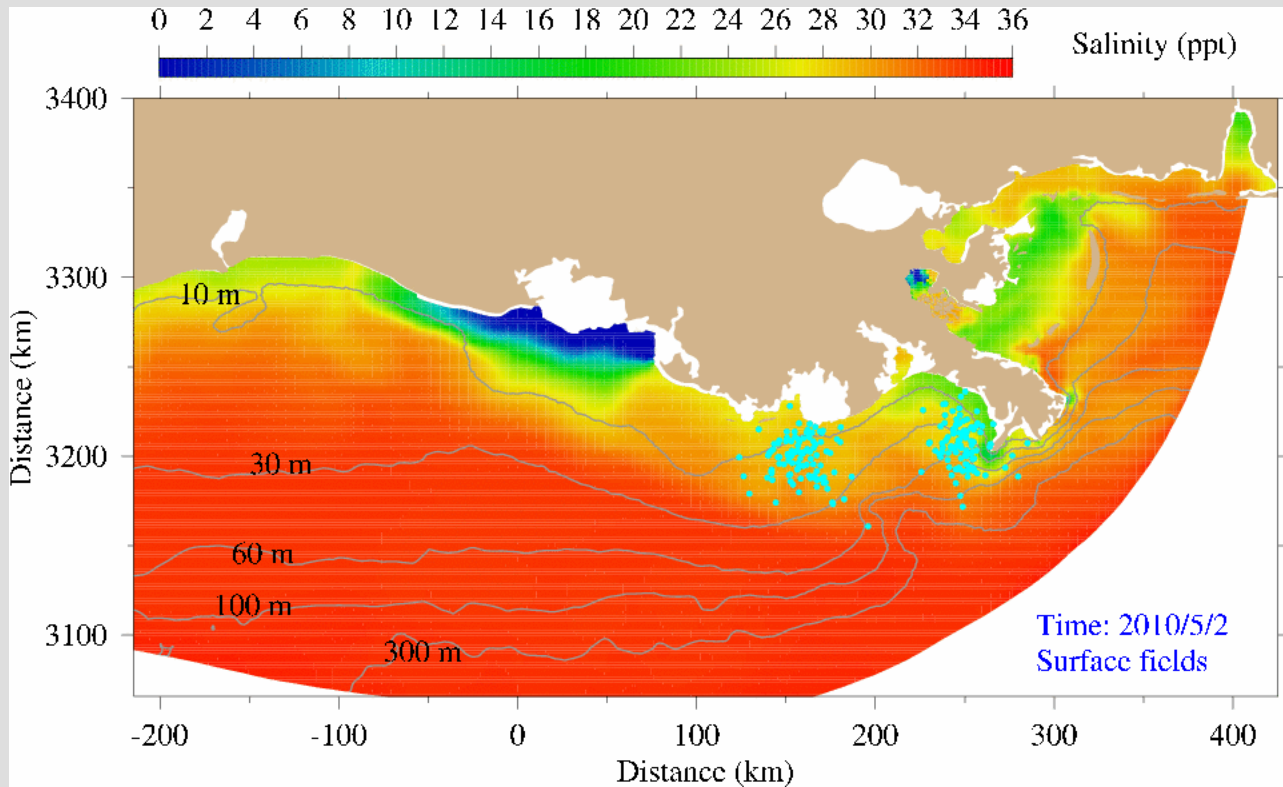 0 2 4 6 8 10 12 14 16 18 20 22 24 26 28 30 32 34 36
Salinity (ppt)
3400
3300
3200
3100
Distance (km)
10 m
30 m
60 m
100 m
300 m
Time: 2010/5/2
Surface fields
-200 -100 0 100 200 300 400
Distance (km)